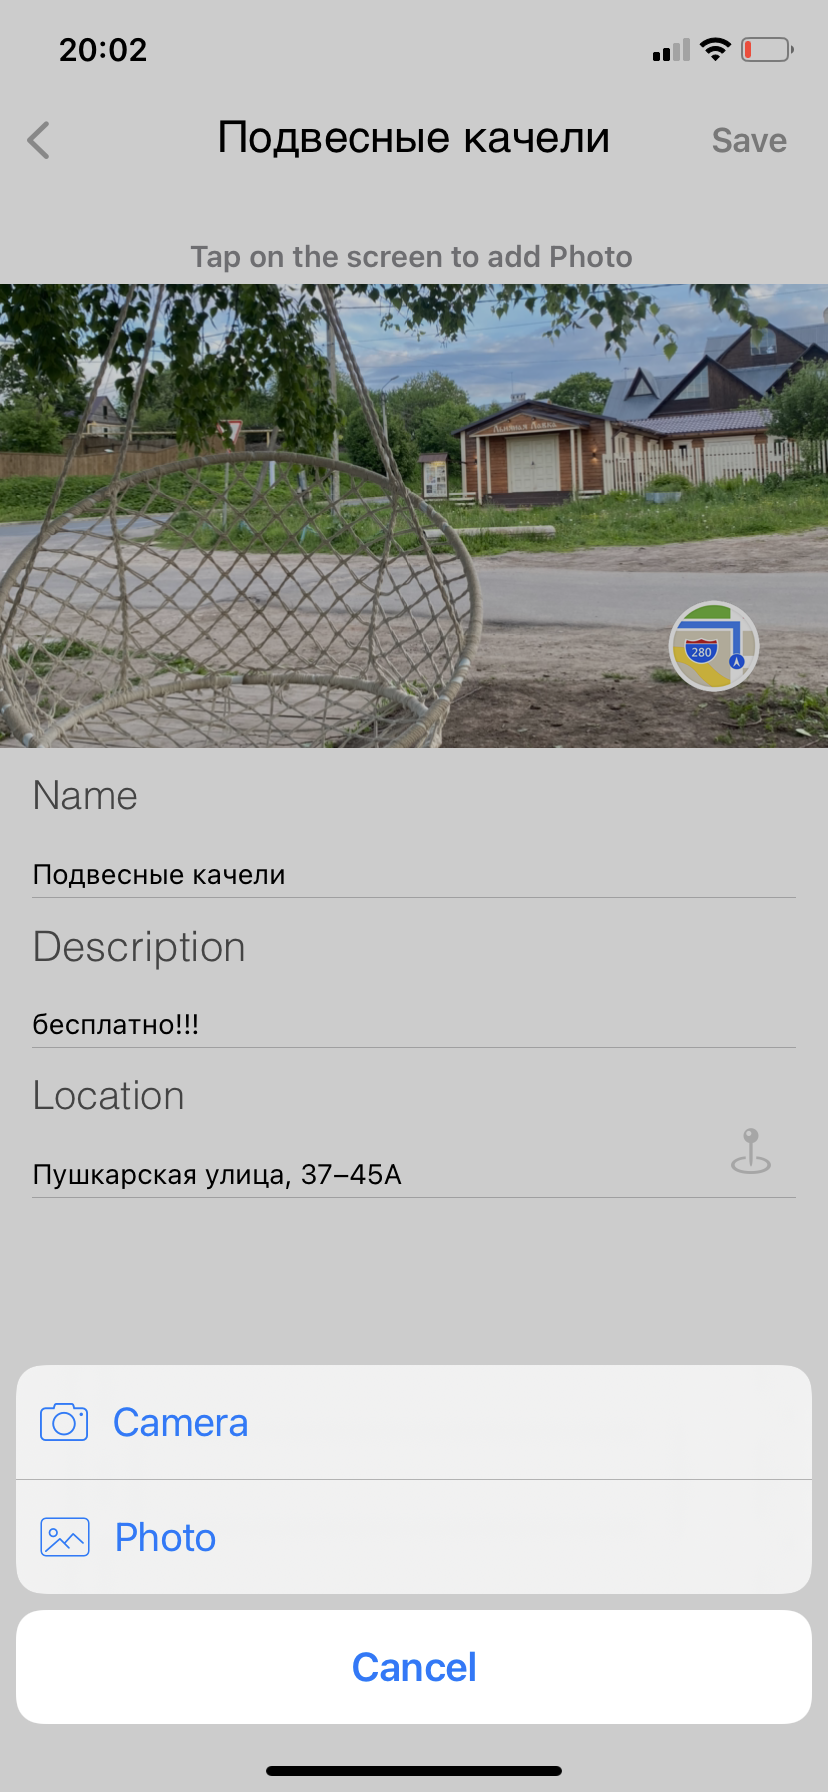 20:02
Подвесные качели
Save
Tap on the screen to add Photo
280
Name
Подвесные качели
Description
бесплатно!!!
Location
Пушкарская улица, 37–45А
Camera
Photo
Cancel